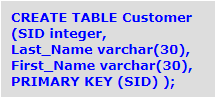 CREATE TABLE Customer
(SID integer,
Last_Name varchar(30),
First_Name varchar(30),
PRIMARY KEY (SID) );